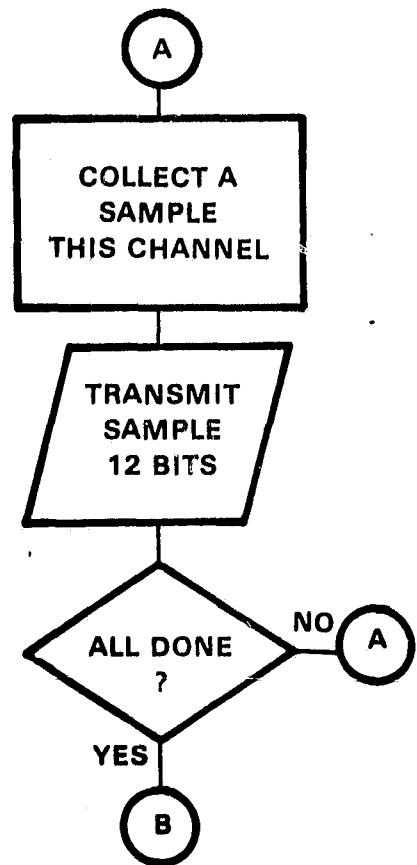 A
COLLECT A
SAMPLE
THIS CHANNEL
TRANSMIT
SAMPLE
12 BITS
ALL DONE
?
NO
A
YES
B